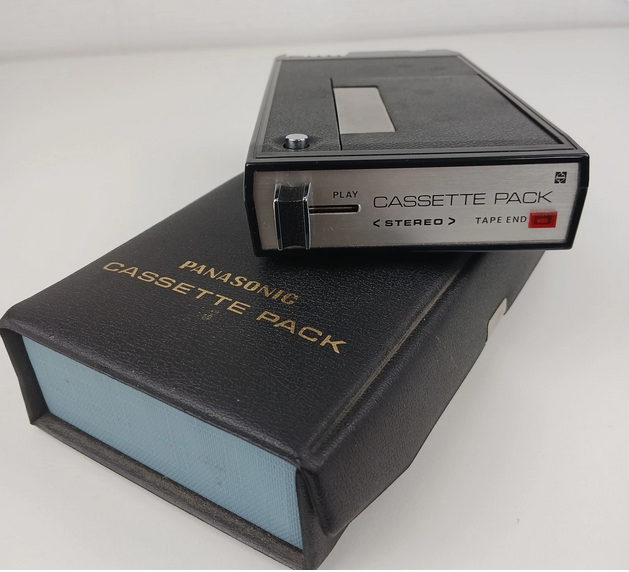 PLAY
CASSETTE PACK
< STEREO >
TAPE END
PANASONIC
CASSETTE PACK